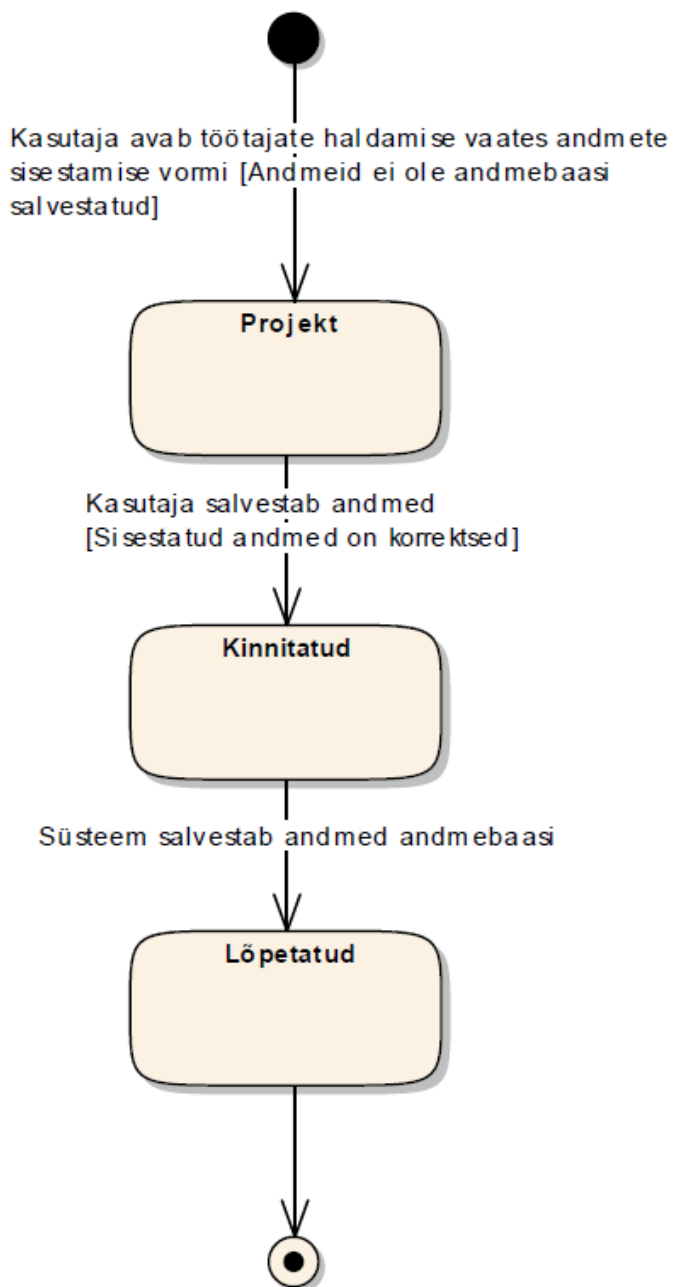 Kasutaja avab töötajate haldamise vaates andmete
sisestamise vormi [Andmeid ei ole andmebaasi
salvestatud]
Projekt
Kasutaja salvestab andmed
[Sisestatud andmed on korrektsed]
Kinnitatud
Süsteem salvestab andmed andmebaasi
Lõpetatud